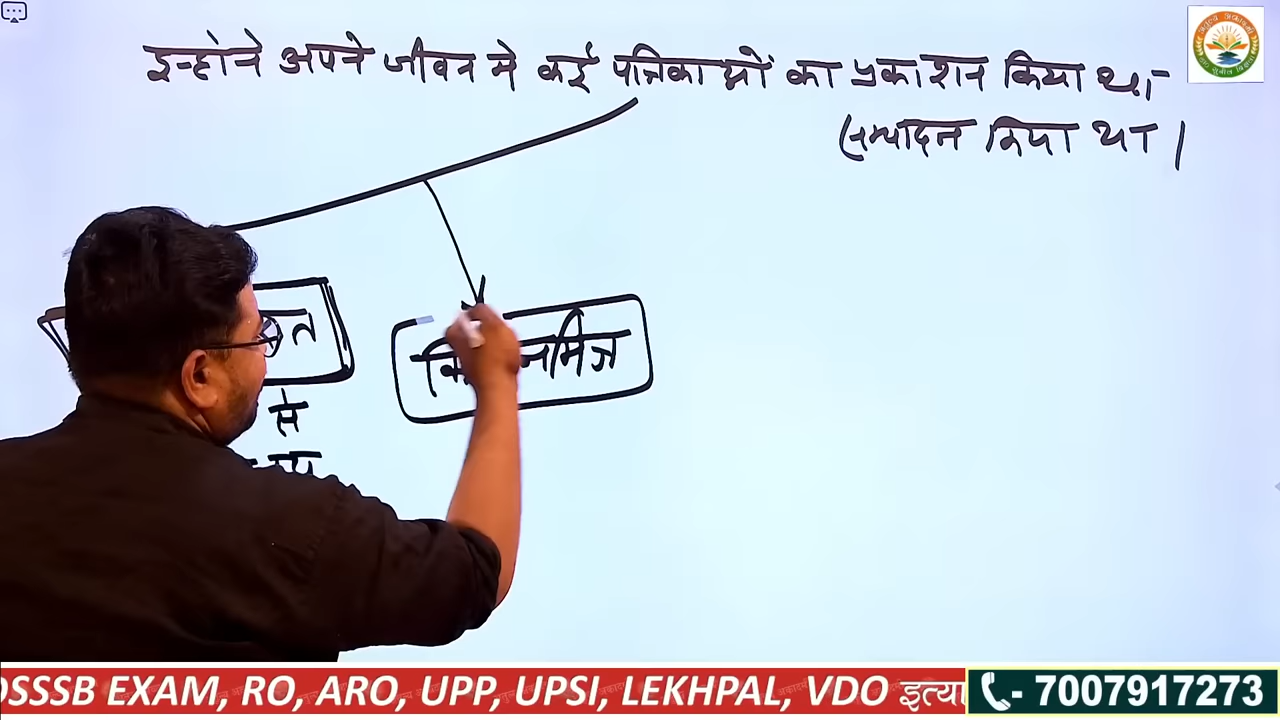 इन्होंने अपने जीवन मे कई पत्रिकाओं का प्रकाशन किया था
सम्पादन किया था |
से
OSSSB EXAM, RO, ARO, UPP, UPSI, LEKHPAL, VDO इत्या
- 7007917273